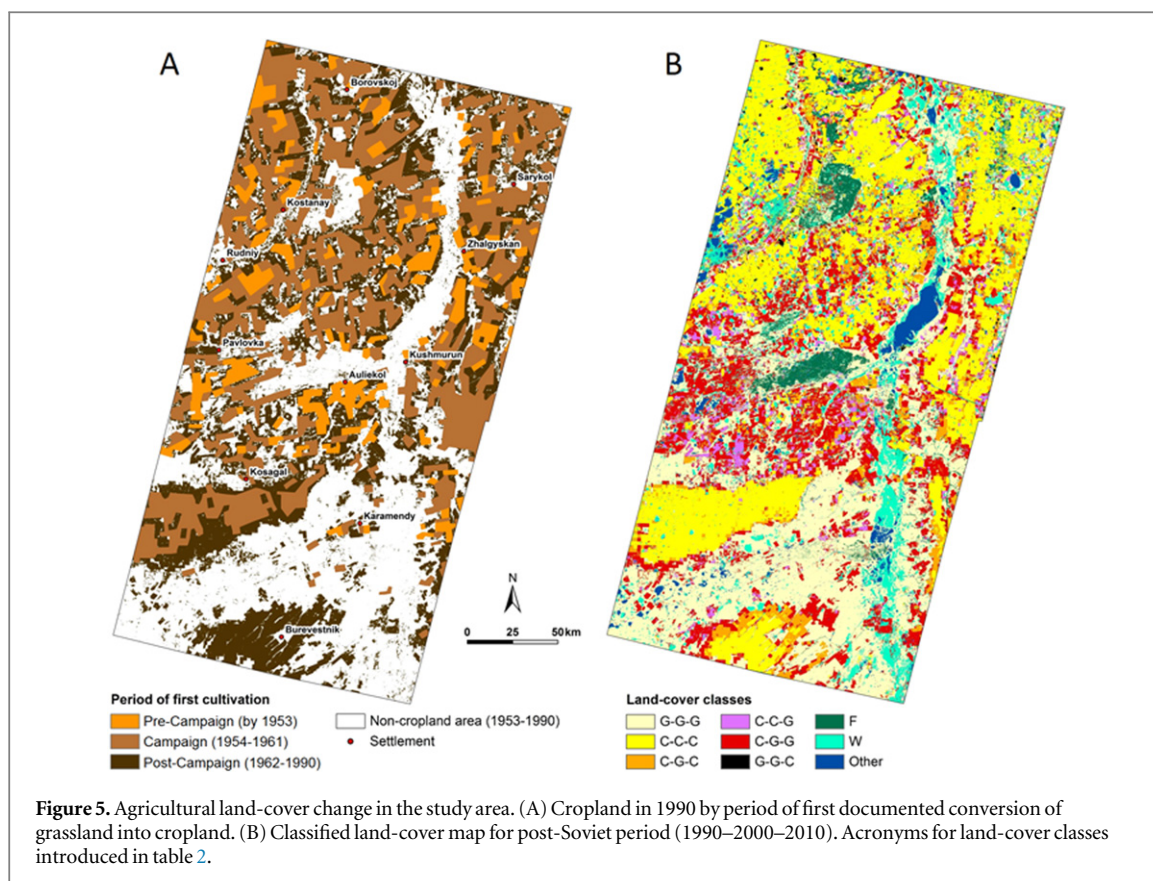 A
B
Borovskoj
Sarykol
Kostanay
Zhalgyskan
Rudniy
Pavlovka
Kushmurun
Auliekol
Kosagal
Karamendy
Burevestnik
N
0 25 50 km
Period of first cultivation
Pre-Campaign (by 1953)
Campaign (1954-1961)
Post-Campaign (1962-1990)
Non-cropland area (1953-1990)
Settlement
Land-cover classes
G-G-G
C-C-C
C-G-C
C-C-G
C-G-G
G-G-C
F
W
Other
Figure 5. Agricultural land-cover change in the study area. (A) Cropland in 1990 by period of first documented conversion of
grassland into cropland. (B) Classified land-cover map for post-Soviet period (1990–2000–2010). Acronyms for land-cover classes
introduced in table 2.